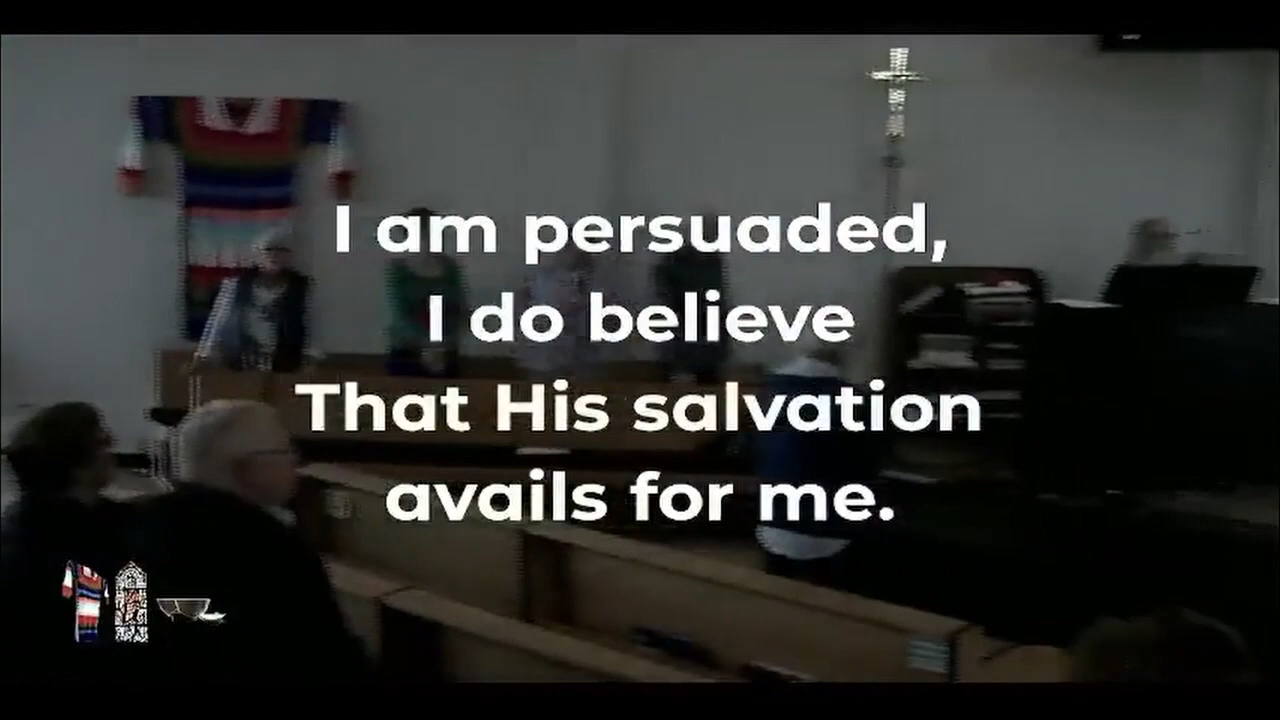 I am persuaded,
I do believe
That His salvation
avails for me.